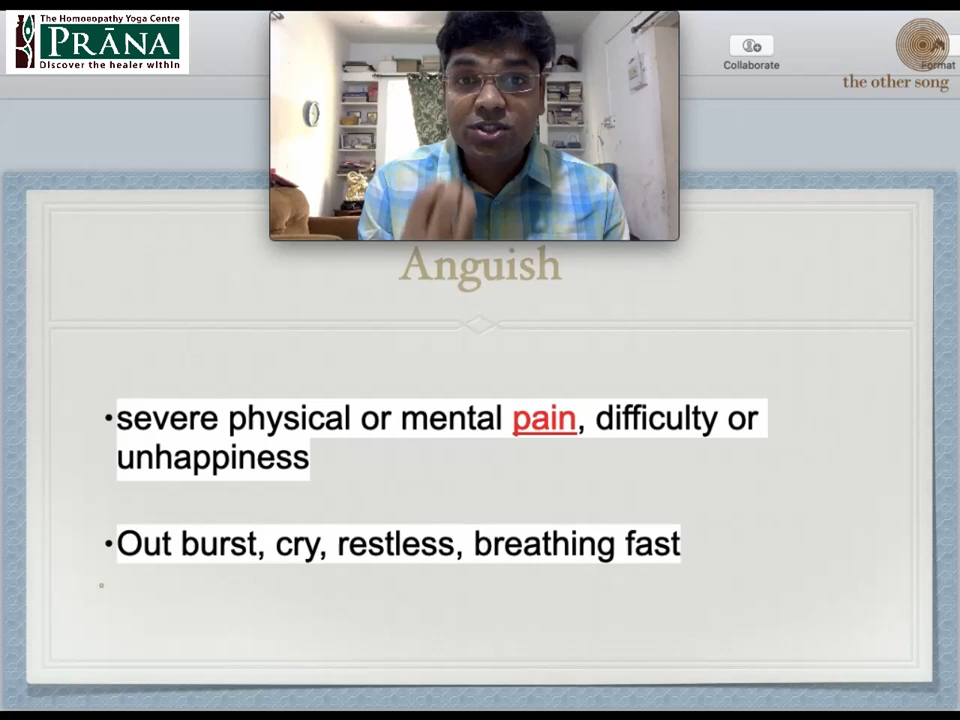 The Homoeopathy Yoga Centre
PRĀNA
Discover the healer within
Collaborate
Format
the other song
Anguish
•severe physical or mental pain, difficulty or
unhappiness
•Out burst, cry, restless, breathing fast